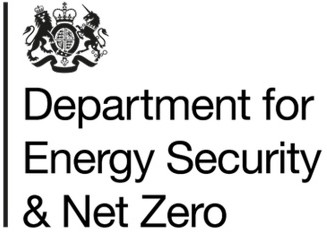 Department for
Energy Security
& Net Zero